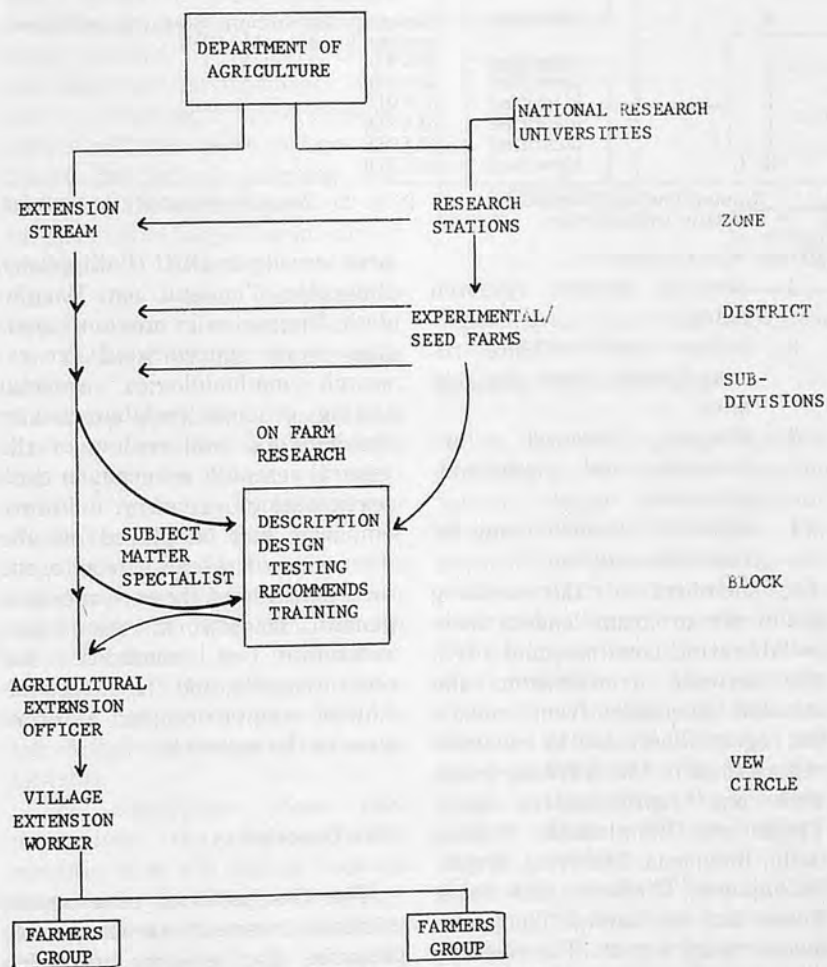 DEPARTMENT OF
AGRICULTURE
NATIONAL RESEARCH
UNIVERSITIES
EXTENSION
STREAM
RESEARCH
STATIONS
ZONE
EXPERIMENTAL/
SEED FARMS
DISTRICT
SUB-
DIVISIONS
ON FARM
RESEARCH
SUBJECT
MATTER
SPECIALIST
DESCRIPTION
DESIGN
TESTING
RECOMMENDS
TRAINING
BLOCK
AGRICULTURAL
EXTENSION
OFFICER
VEW
CIRCLE
VILLAGE
EXTENSION
WORKER
FARMERS
GROUP
FARMERS
GROUP